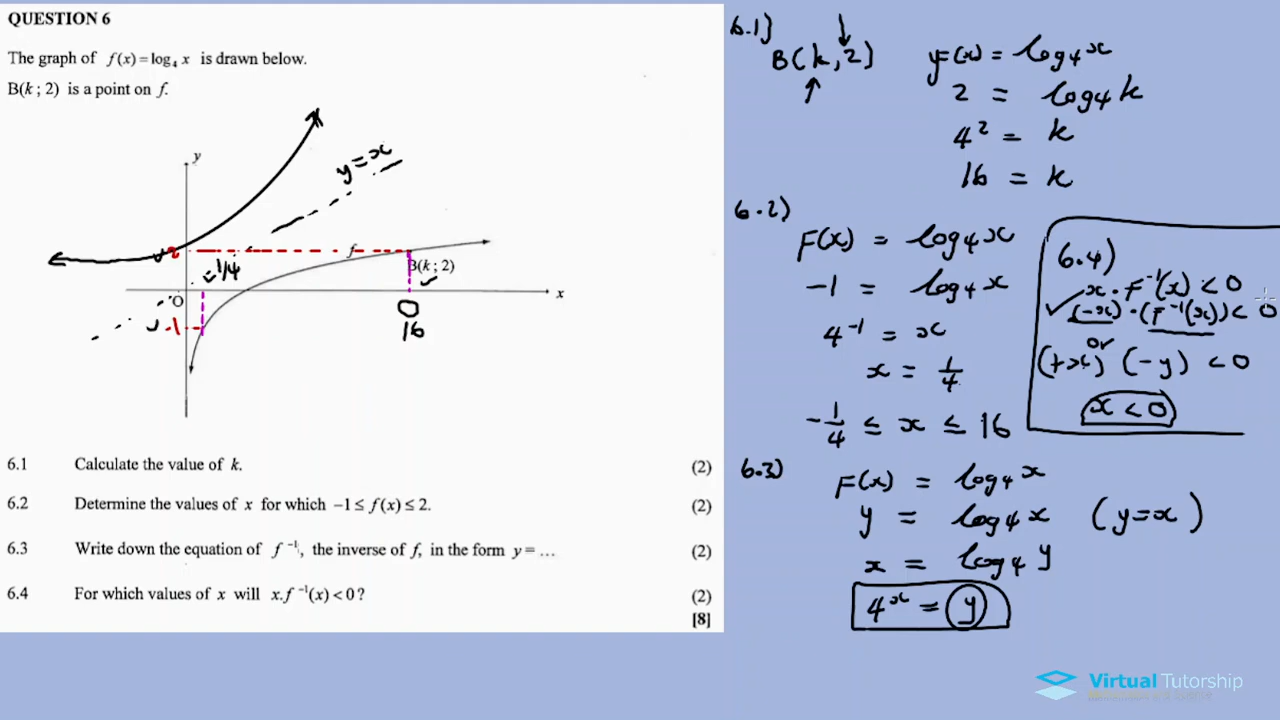 QUESTION 6
The graph of f(x) = log₄ x is drawn below.
B(k ; 2) is a point on f.
y
y=x
2
f
=1/4
B(k ; 2)
O
x
-1
0
16
6.1 Calculate the value of k. (2)
6.2 Determine the values of x for which −1 ≤ f(x) ≤ 2. (2)
6.3 Write down the equation of f⁻¹, the inverse of f, in the form y = ... (2)
6.4 For which values of x will x.f⁻¹(x) < 0? (2)
[8]
6.1)
B(k, 2)
y=f(x) = log4 x
2 = log4 k
4² = k
16 = k
6.2)
F(x) = log4 x
-1 = log4 x
4⁻¹ = x
x = 1/4
-1/4 ≤ x ≤ 16
6.3)
F(x) = log4 x
y = log4 x (y=x)
x = log4 y
4ˣ = y
6.4)
x · F⁻¹(x) < 0
(-x) · (F⁻¹(x)) < 0
or
(+x) (-y) < 0
x < 0
Virtual Tutorship